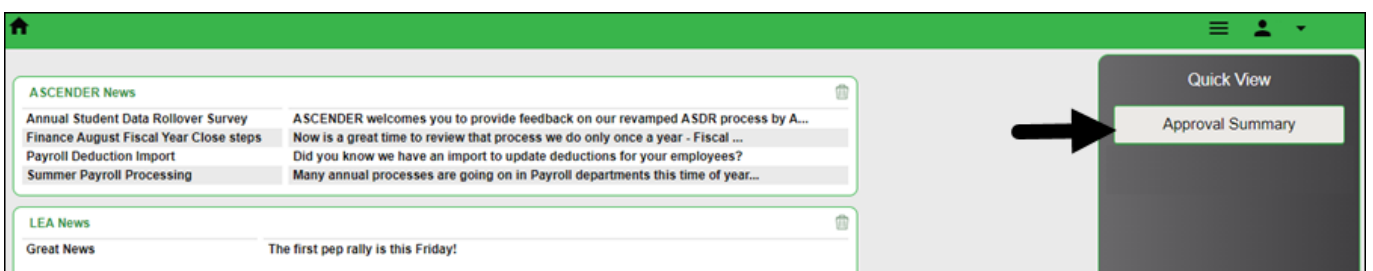 ASCENDER News
Annual Student Data Rollover Survey ASCENDER welcomes you to provide feedback on our revamped ASDR process by A...
Finance August Fiscal Year Close steps Now is a great time to review that process we do only once a year - Fiscal ....
Payroll Deduction Import Did you know we have an import to update deductions for your employees?
Summer Payroll Processing Many annual processes are going on in Payroll departments this time of year...
LEA News
Great News The first pep rally is this Friday!
Quick View
Approval Summary